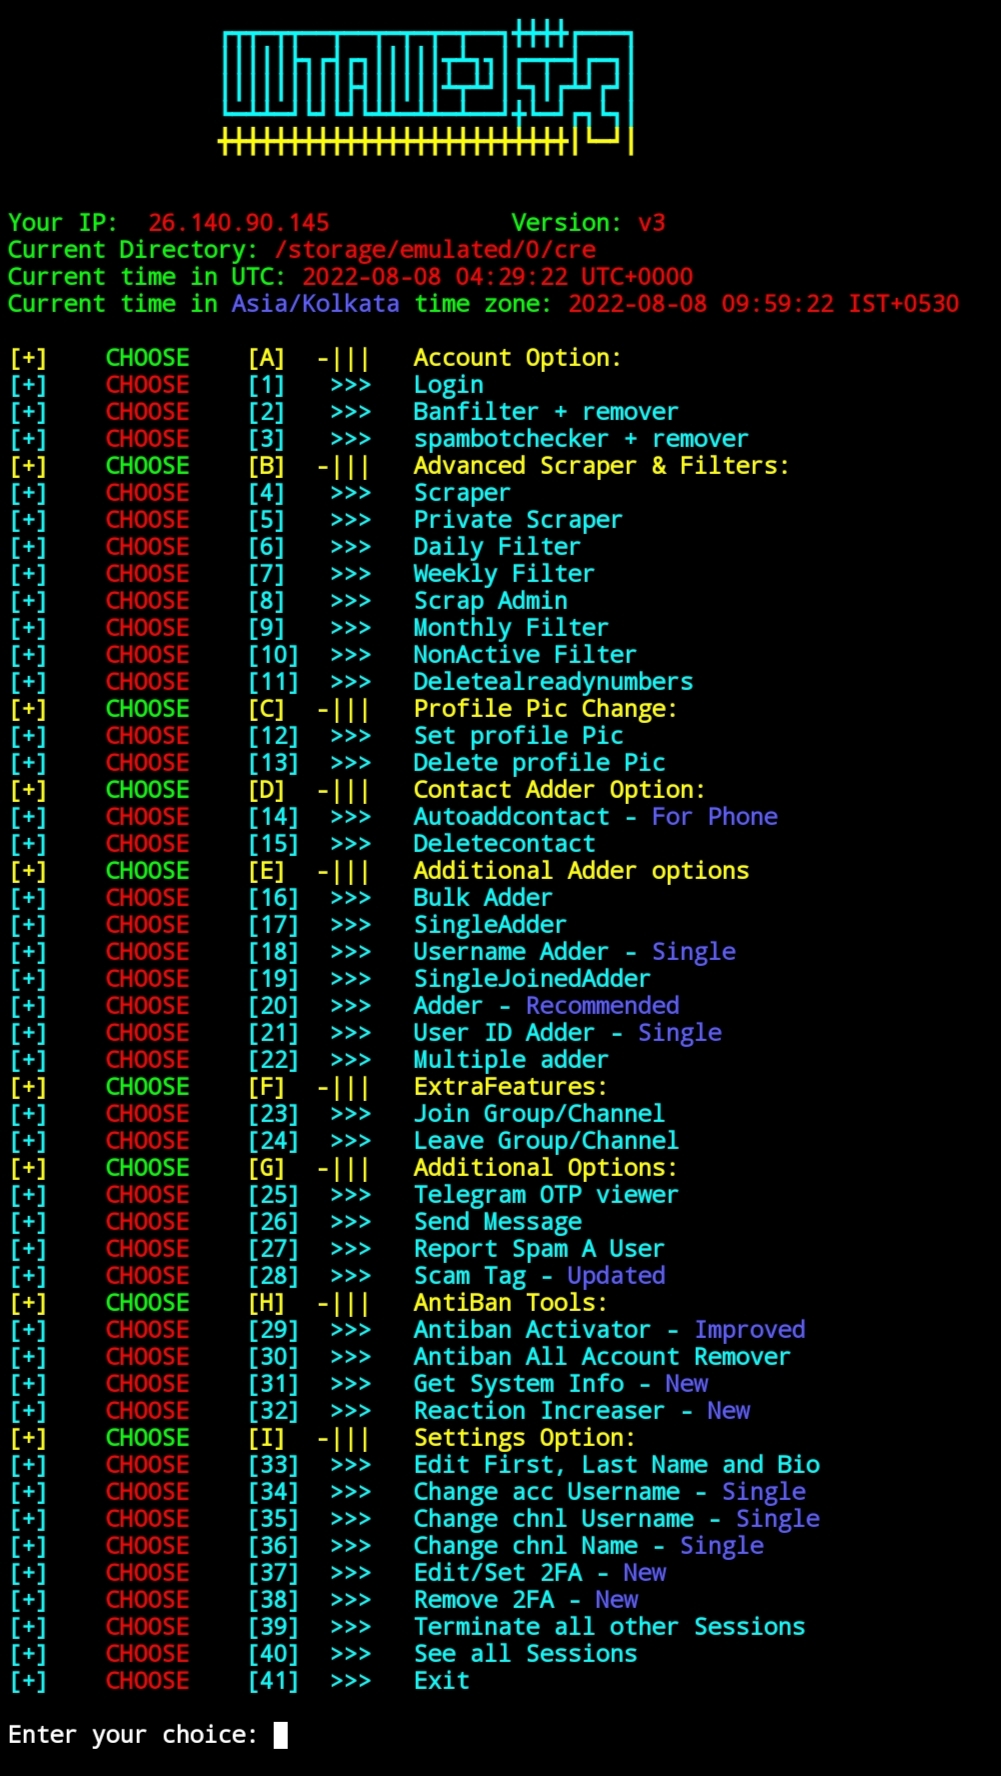 Your IP:  26.140.90.145             Version: v3
Current Directory: /storage/emulated/0/cre
Current time in UTC: 2022-08-08 04:29:22 UTC+0000
Current time in Asia/Kolkata time zone: 2022-08-08 09:59:22 IST+0530
[+] CHOOSE [A] -||| Account Option:
[+] CHOOSE [1] >>> Login
[+] CHOOSE [2] >>> Banfilter + remover
[+] CHOOSE [3] >>> spambotchecker + remover
[+] CHOOSE [B] -||| Advanced Scraper & Filters:
[+] CHOOSE [4] >>> Scraper
[+] CHOOSE [5] >>> Private Scraper
[+] CHOOSE [6] >>> Daily Filter
[+] CHOOSE [7] >>> Weekly Filter
[+] CHOOSE [8] >>> Scrap Admin
[+] CHOOSE [9] >>> Monthly Filter
[+] CHOOSE [10] >>> NonActive Filter
[+] CHOOSE [11] >>> Deletealreadynumbers
[+] CHOOSE [C] -||| Profile Pic Change:
[+] CHOOSE [12] >>> Set profile Pic
[+] CHOOSE [13] >>> Delete profile Pic
[+] CHOOSE [D] -||| Contact Adder Option:
[+] CHOOSE [14] >>> Autoaddcontact - For Phone
[+] CHOOSE [15] >>> Deletecontact
[+] CHOOSE [E] -||| Additional Adder options
[+] CHOOSE [16] >>> Bulk Adder
[+] CHOOSE [17] >>> SingleAdder
[+] CHOOSE [18] >>> Username Adder - Single
[+] CHOOSE [19] >>> SingleJoinedAdder
[+] CHOOSE [20] >>> Adder - Recommended
[+] CHOOSE [21] >>> User ID Adder - Single
[+] CHOOSE [22] >>> Multiple adder
[+] CHOOSE [F] -||| ExtraFeatures:
[+] CHOOSE [23] >>> Join Group/Channel
[+] CHOOSE [24] >>> Leave Group/Channel
[+] CHOOSE [G] -||| Additional Options:
[+] CHOOSE [25] >>> Telegram OTP viewer
[+] CHOOSE [26] >>> Send Message
[+] CHOOSE [27] >>> Report Spam A User
[+] CHOOSE [28] >>> Scam Tag - Updated
[+] CHOOSE [H] -||| AntiBan Tools:
[+] CHOOSE [29] >>> Antiban Activator - Improved
[+] CHOOSE [30] >>> Antiban All Account Remover
[+] CHOOSE [31] >>> Get System Info - New
[+] CHOOSE [32] >>> Reaction Increaser - New
[+] CHOOSE [I] -||| Settings Option:
[+] CHOOSE [33] >>> Edit First, Last Name and Bio
[+] CHOOSE [34] >>> Change acc Username - Single
[+] CHOOSE [35] >>> Change chnl Username - Single
[+] CHOOSE [36] >>> Change chnl Name - Single
[+] CHOOSE [37] >>> Edit/Set 2FA - New
[+] CHOOSE [38] >>> Remove 2FA - New
[+] CHOOSE [39] >>> Terminate all other Sessions
[+] CHOOSE [40] >>> See all Sessions
[+] CHOOSE [41] >>> Exit
Enter your choice: